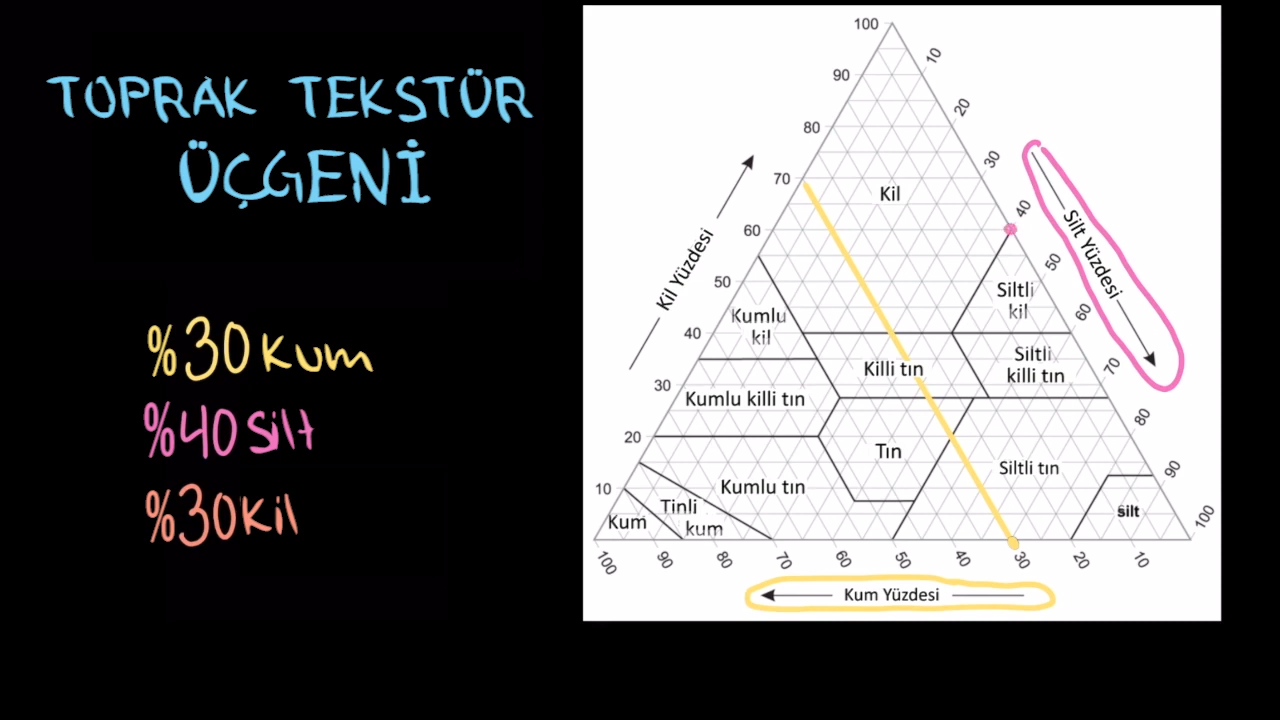 TOPRAK TEKSTÜR
ÜÇGENİ
%30 Kum
%40 Silt
%30 Kil
100
90
80
70
60
50
40
30
20
10
10
20
30
40
50
60
70
80
90
100
100
90
80
70
60
50
40
30
20
10
Kil Yüzdesi
Silt Yüzdesi
Kum Yüzdesi
Kil
Siltli
kil
Kumlu
kil
Killi tın
Siltli
killi tın
Kumlu killi tın
Tın
Siltli tın
Kumlu tın
Tinli
kum
Kum
silt